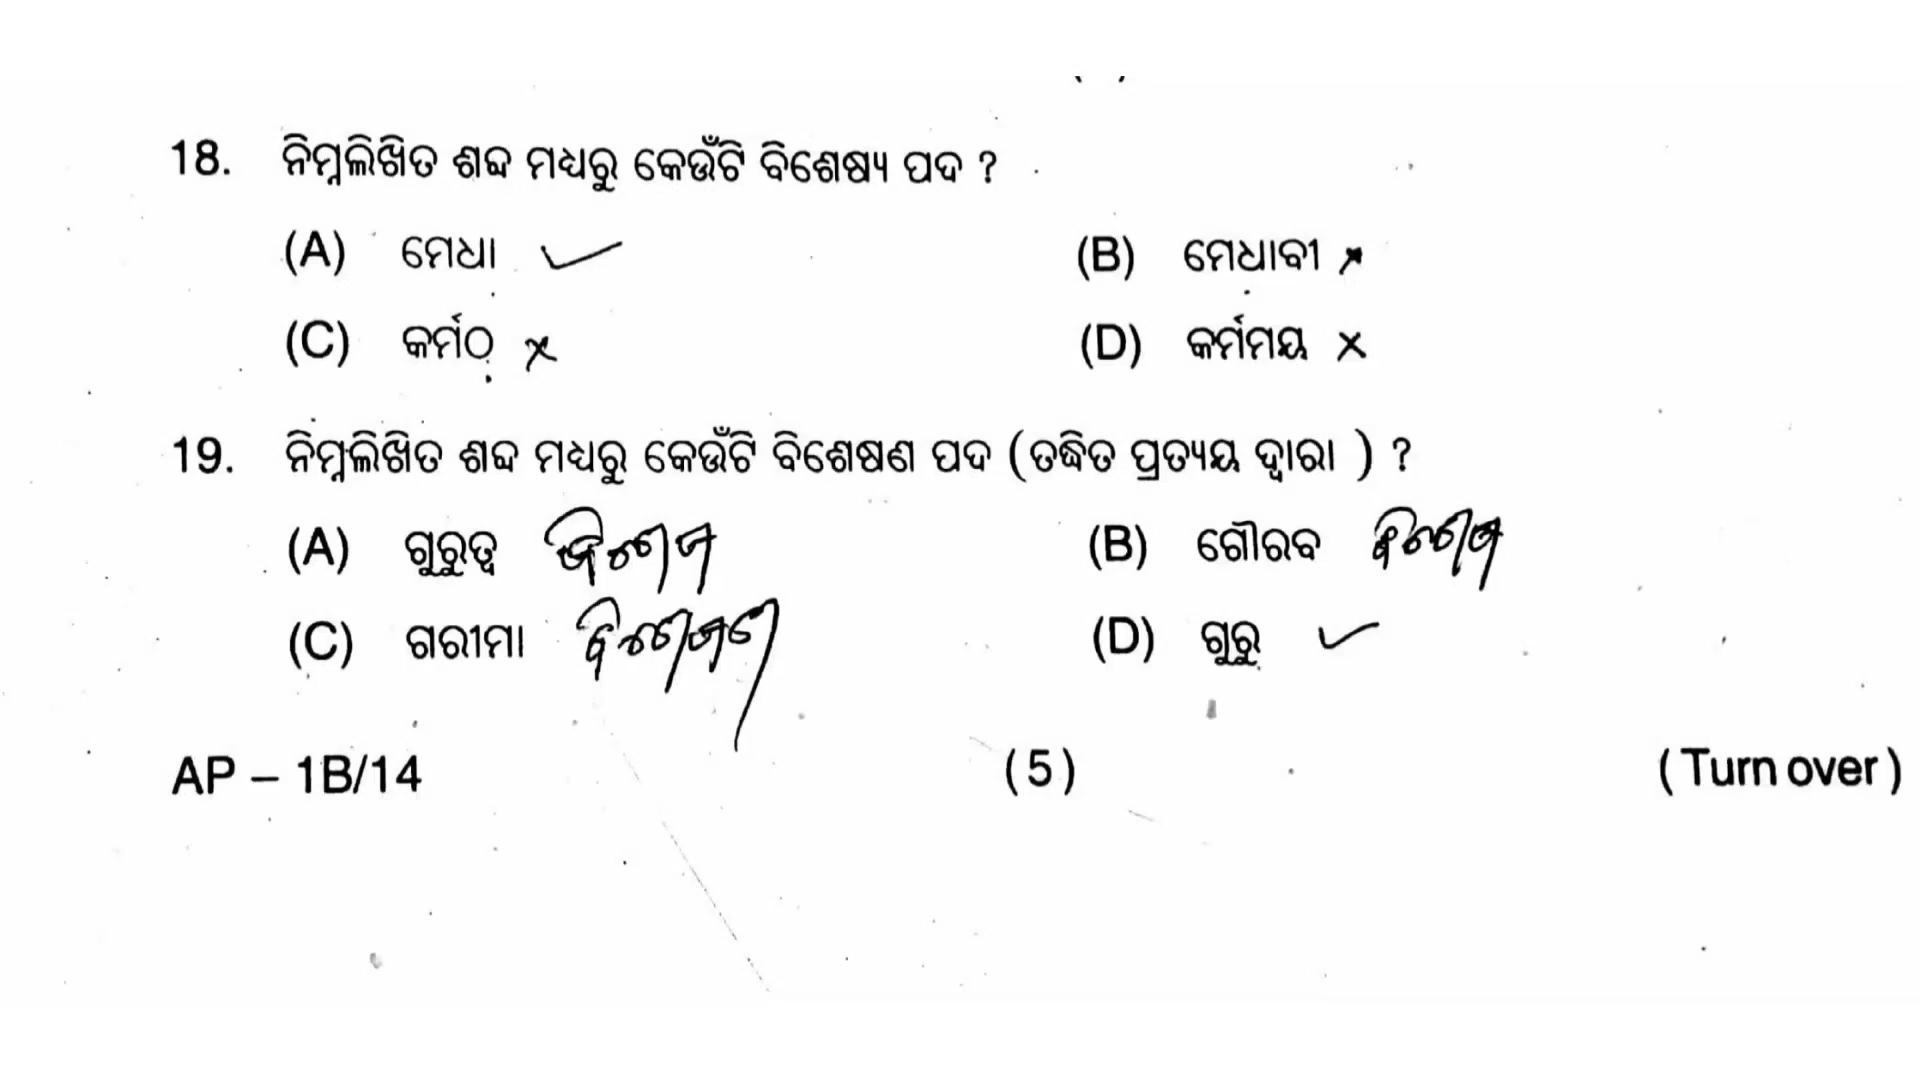 18. ନିମ୍ନଲିଖିତ ଶବ୍ଦ ମଧ୍ୟରୁ କେଉଁଟି ବିଶେଷ୍ୟ ପଦ ?
(A) ମେଧା ✓ (B) ମେଧାବୀ ×
(C) କର୍ମଠ × (D) କର୍ମମୟ ×
19. ନିମ୍ନଲିଖିତ ଶବ୍ଦ ମଧ୍ୟରୁ କେଉଁଟି ବିଶେଷଣ ପଦ (ତଦ୍ଧିତ ପ୍ରତ୍ୟୟ ଦ୍ୱାରା ) ?
(A) ଗୁରୁତ୍ୱ (B) ଗୌରବ
(C) ଗରୀମା ବିଶେଷଣ (D) ଗୁରୁ ✓
AP – 1B/14 (5) (Turn over)